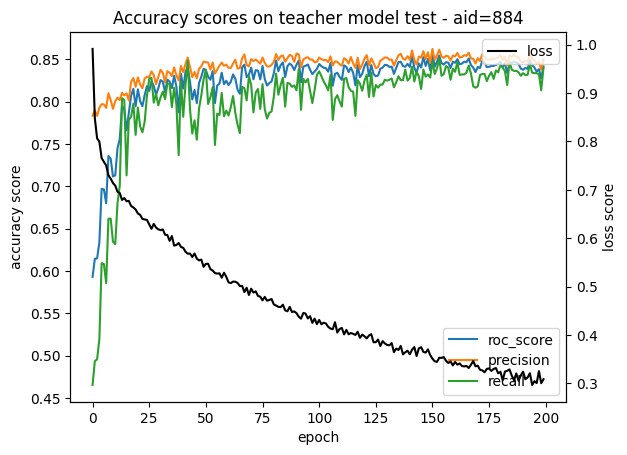 Accuracy scores on teacher model test - aid=884
accuracy score
0.85
0.80
0.75
0.70
0.65
0.60
0.55
0.50
0.45
1.0
0.9
0.8
0.7
0.6
0.5
0.4
0.3
loss score
loss
roc_score
precision
recall
0 25 50 75 100 125 150 175 200
epoch